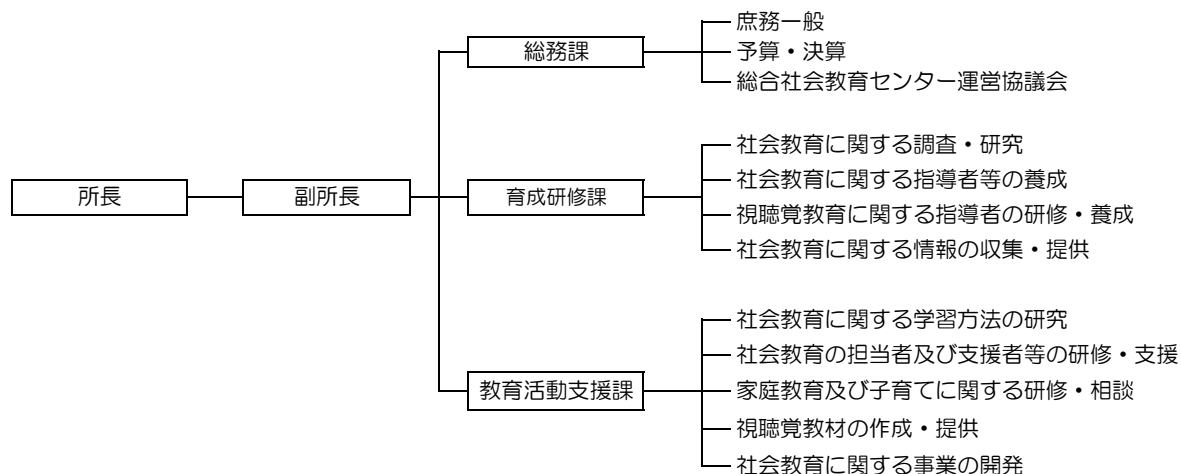 所長
副所長
総務課
庶務一般
予算・決算
総合社会教育センター運営協議会
育成研修課
社会教育に関する調査・研究
社会教育に関する指導者等の養成
視聴覚教育に関する指導者の研修・養成
社会教育に関する情報の収集・提供
教育活動支援課
社会教育に関する学習方法の研究
社会教育の担当者及び支援者等の研修・支援
家庭教育及び子育てに関する研修・相談
視聴覚教材の作成・提供
社会教育に関する事業の開発